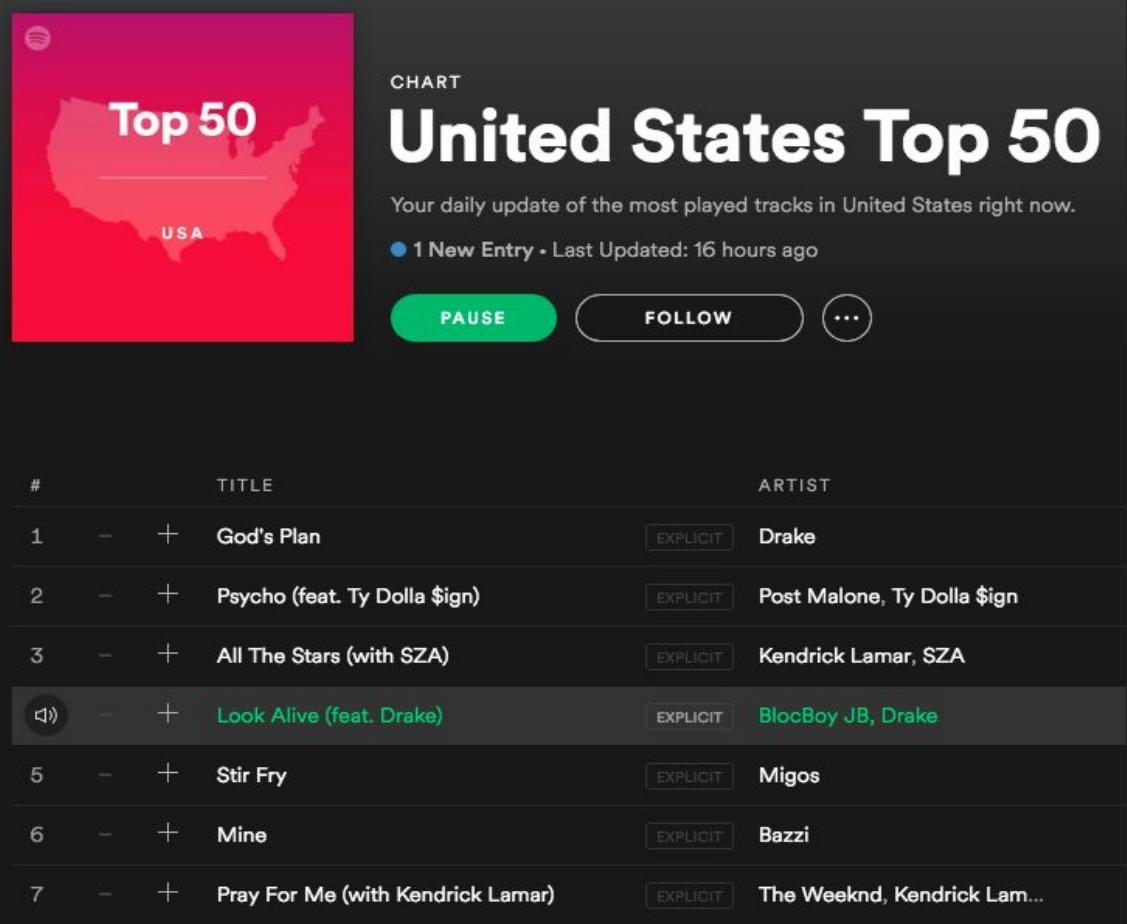 Top 50
USA
CHART
United States Top 50
Your daily update of the most played tracks in United States right now.
1 New Entry • Last Updated: 16 hours ago
PAUSE FOLLOW
# TITLE ARTIST
1 – + God's Plan EXPLICIT Drake
2 – + Psycho (feat. Ty Dolla $ign) EXPLICIT Post Malone, Ty Dolla $ign
3 – + All The Stars (with SZA) EXPLICIT Kendrick Lamar, SZA
– + Look Alive (feat. Drake) EXPLICIT BlocBoy JB, Drake
5 – + Stir Fry EXPLICIT Migos
6 – + Mine EXPLICIT Bazzi
7 – + Pray For Me (with Kendrick Lamar) EXPLICIT The Weeknd, Kendrick Lam...